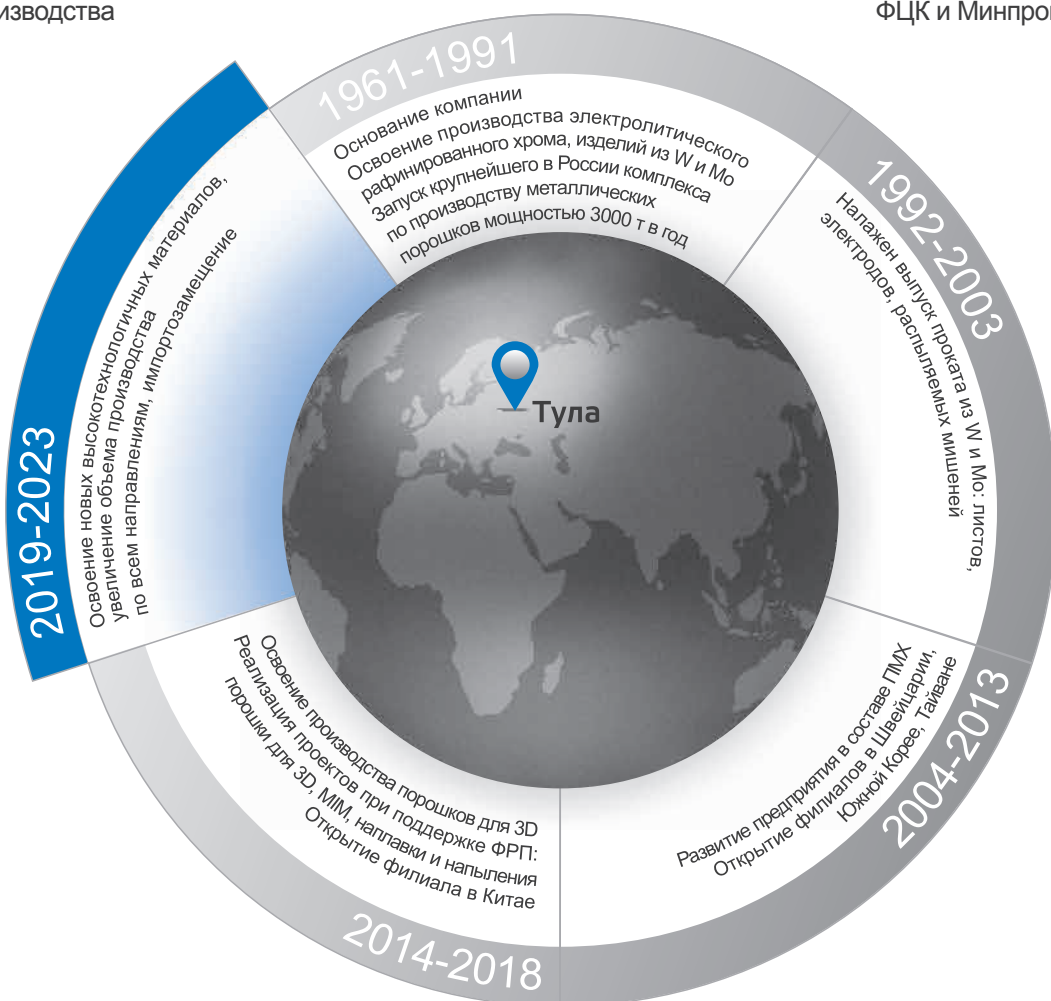 изводства
ФЦК и Минпро
1961-1991
Основание компании
Освоение производства электролитического
рафинированного хрома, изделий из W и Mo
Запуск крупнейшего в России комплекса
по производству металлических
порошков мощностью 3000 т в год
1992-2003
Налажен выпуск проката из W и Mo: листов,
электродов, распыляемых мишеней
2004-2013
Развитие предприятия в составе ПМХ
Открытие филиалов в Швейцарии,
Южной Корее, Тайване
2014-2018
Освоение производства порошков для 3D
Реализация проектов при поддержке ФРП:
порошки для 3D, MIM, наплавки и напыления
Открытие филиала в Китае
2019-2023
Освоение новых высокотехнологичных материалов,
увеличение объема производства
по всем направлениям, импортозамещение
Тула